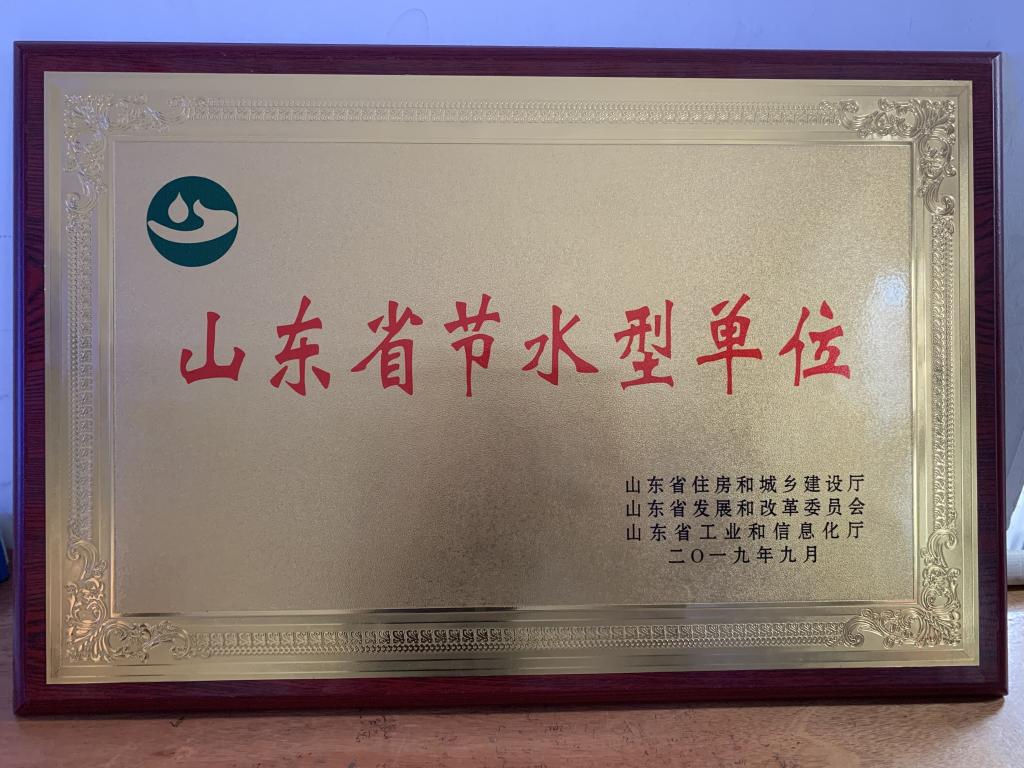 山东省节水型单位
山东省住房和城乡建设厅
山东省发展和改革委员会
山东省工业和信息化厅
二〇一九年九月